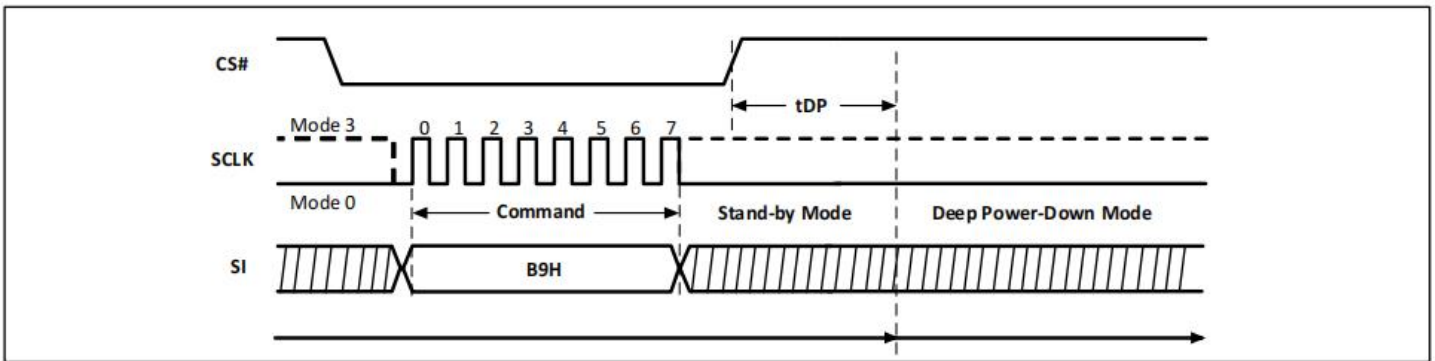 CS#
tDP
Mode 3
0 1 2 3 4 5 6 7
SCLK
Mode 0
Command
Stand-by Mode
Deep Power-Down Mode
SI
B9H